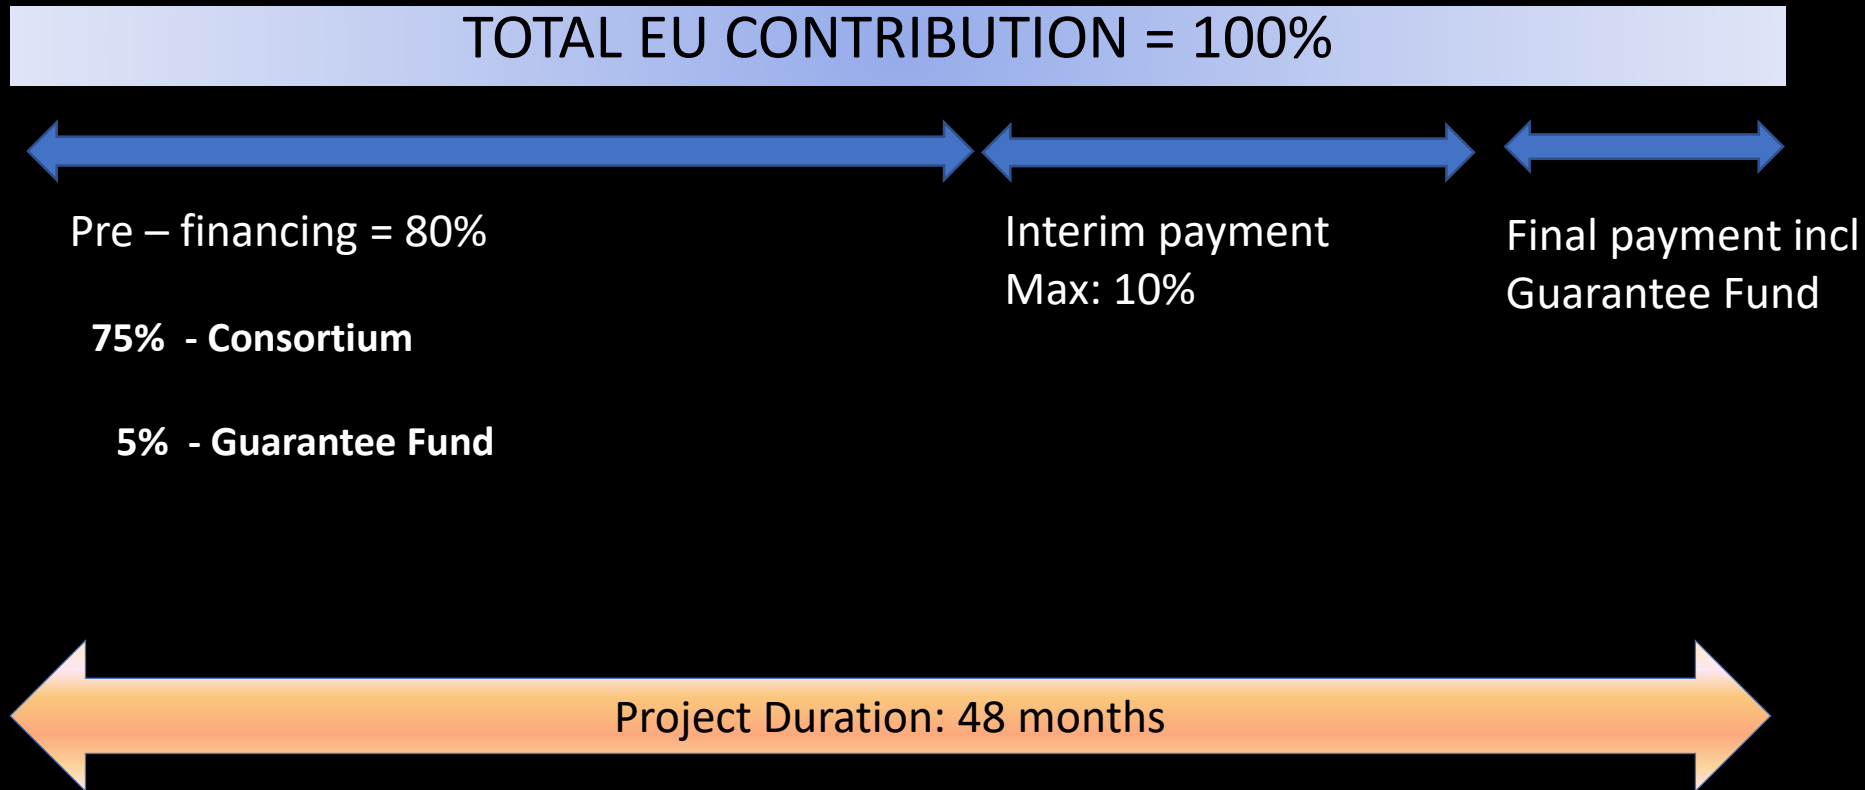 TOTAL EU CONTRIBUTION = 100%
Pre – financing = 80%
75% - Consortium
5% - Guarantee Fund
Interim payment
Max: 10%
Final payment incl
Guarantee Fund
Project Duration: 48 months